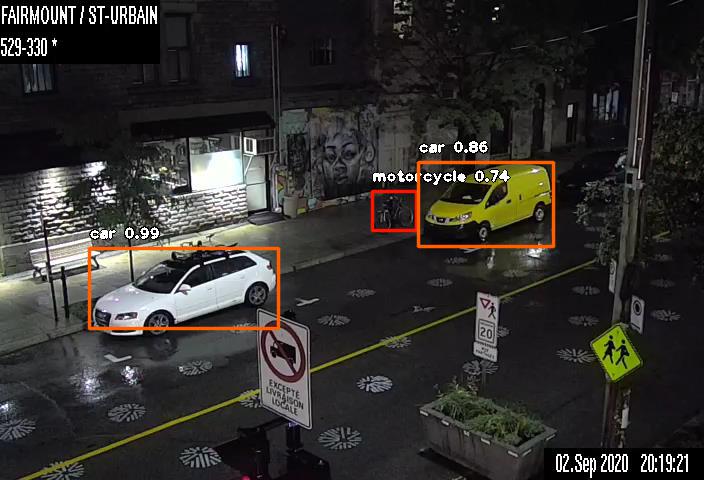 FAIRMOUNT / ST-URBAIN
529-330 *
car 0.86
motorcycle 0.74
car 0.99
20
EXCEPTÉ
LIVRAISON
LOCALE
02.Sep 2020 20:19:21